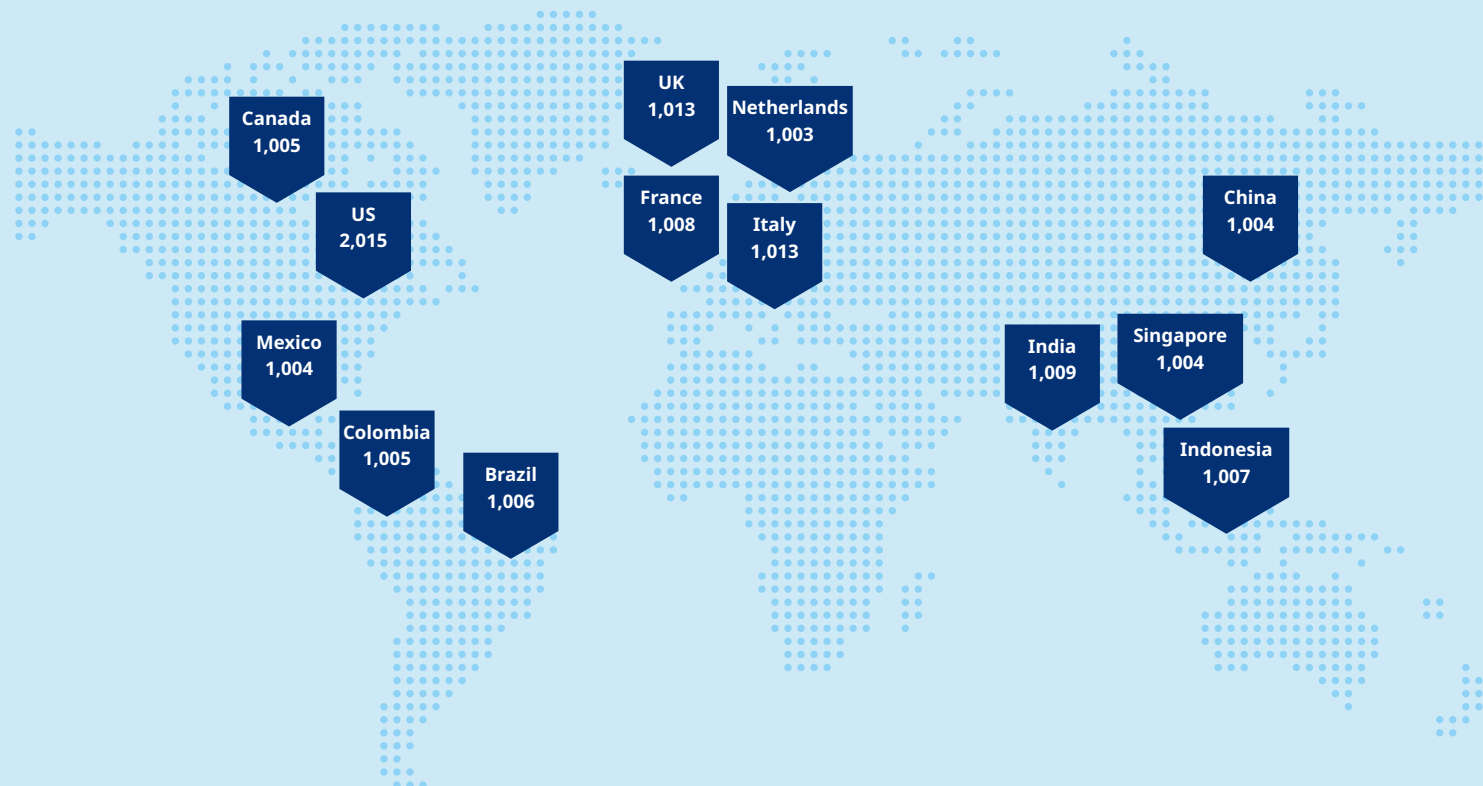 UK
1,013
Netherlands
1,003
Canada
1,005
US
2,015
France
1,008
Italy
1,013
China
1,004
Mexico
1,004
India
1,009
Singapore
1,004
Colombia
1,005
Brazil
1,006
Indonesia
1,007